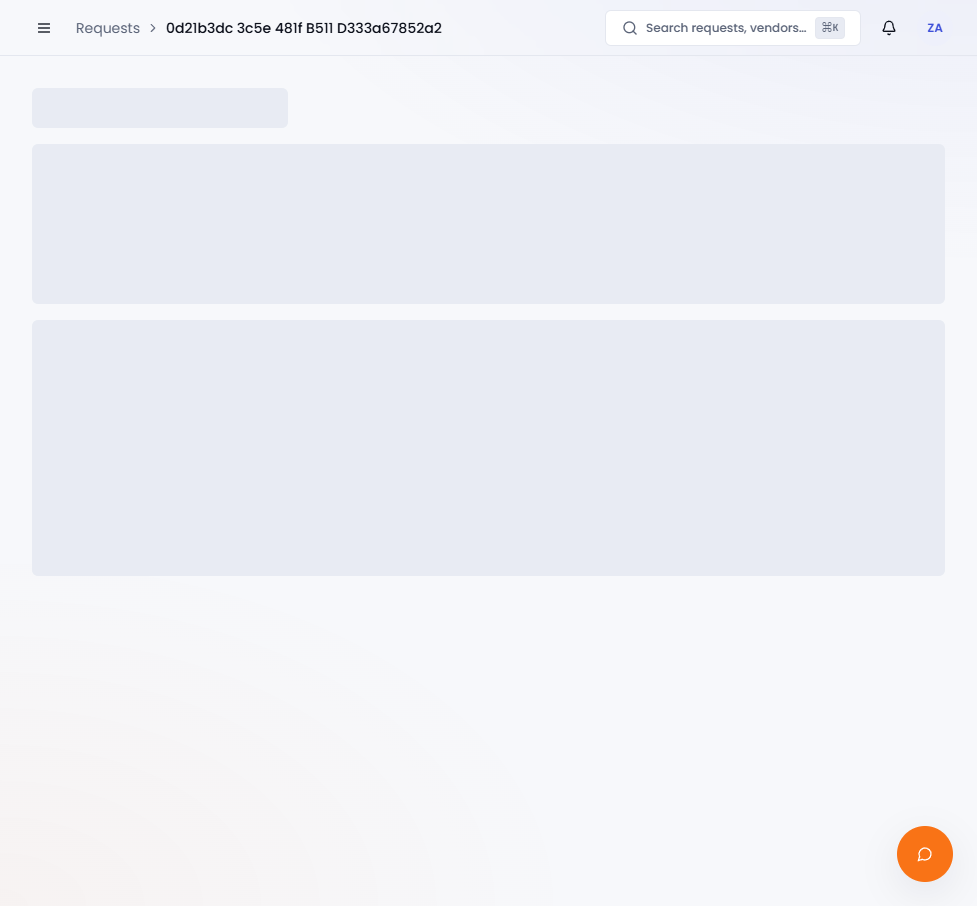 Requests > 0d21b3dc 3c5e 481f B511 D333a67852a2
Search requests, vendors... ⌘K
ZA